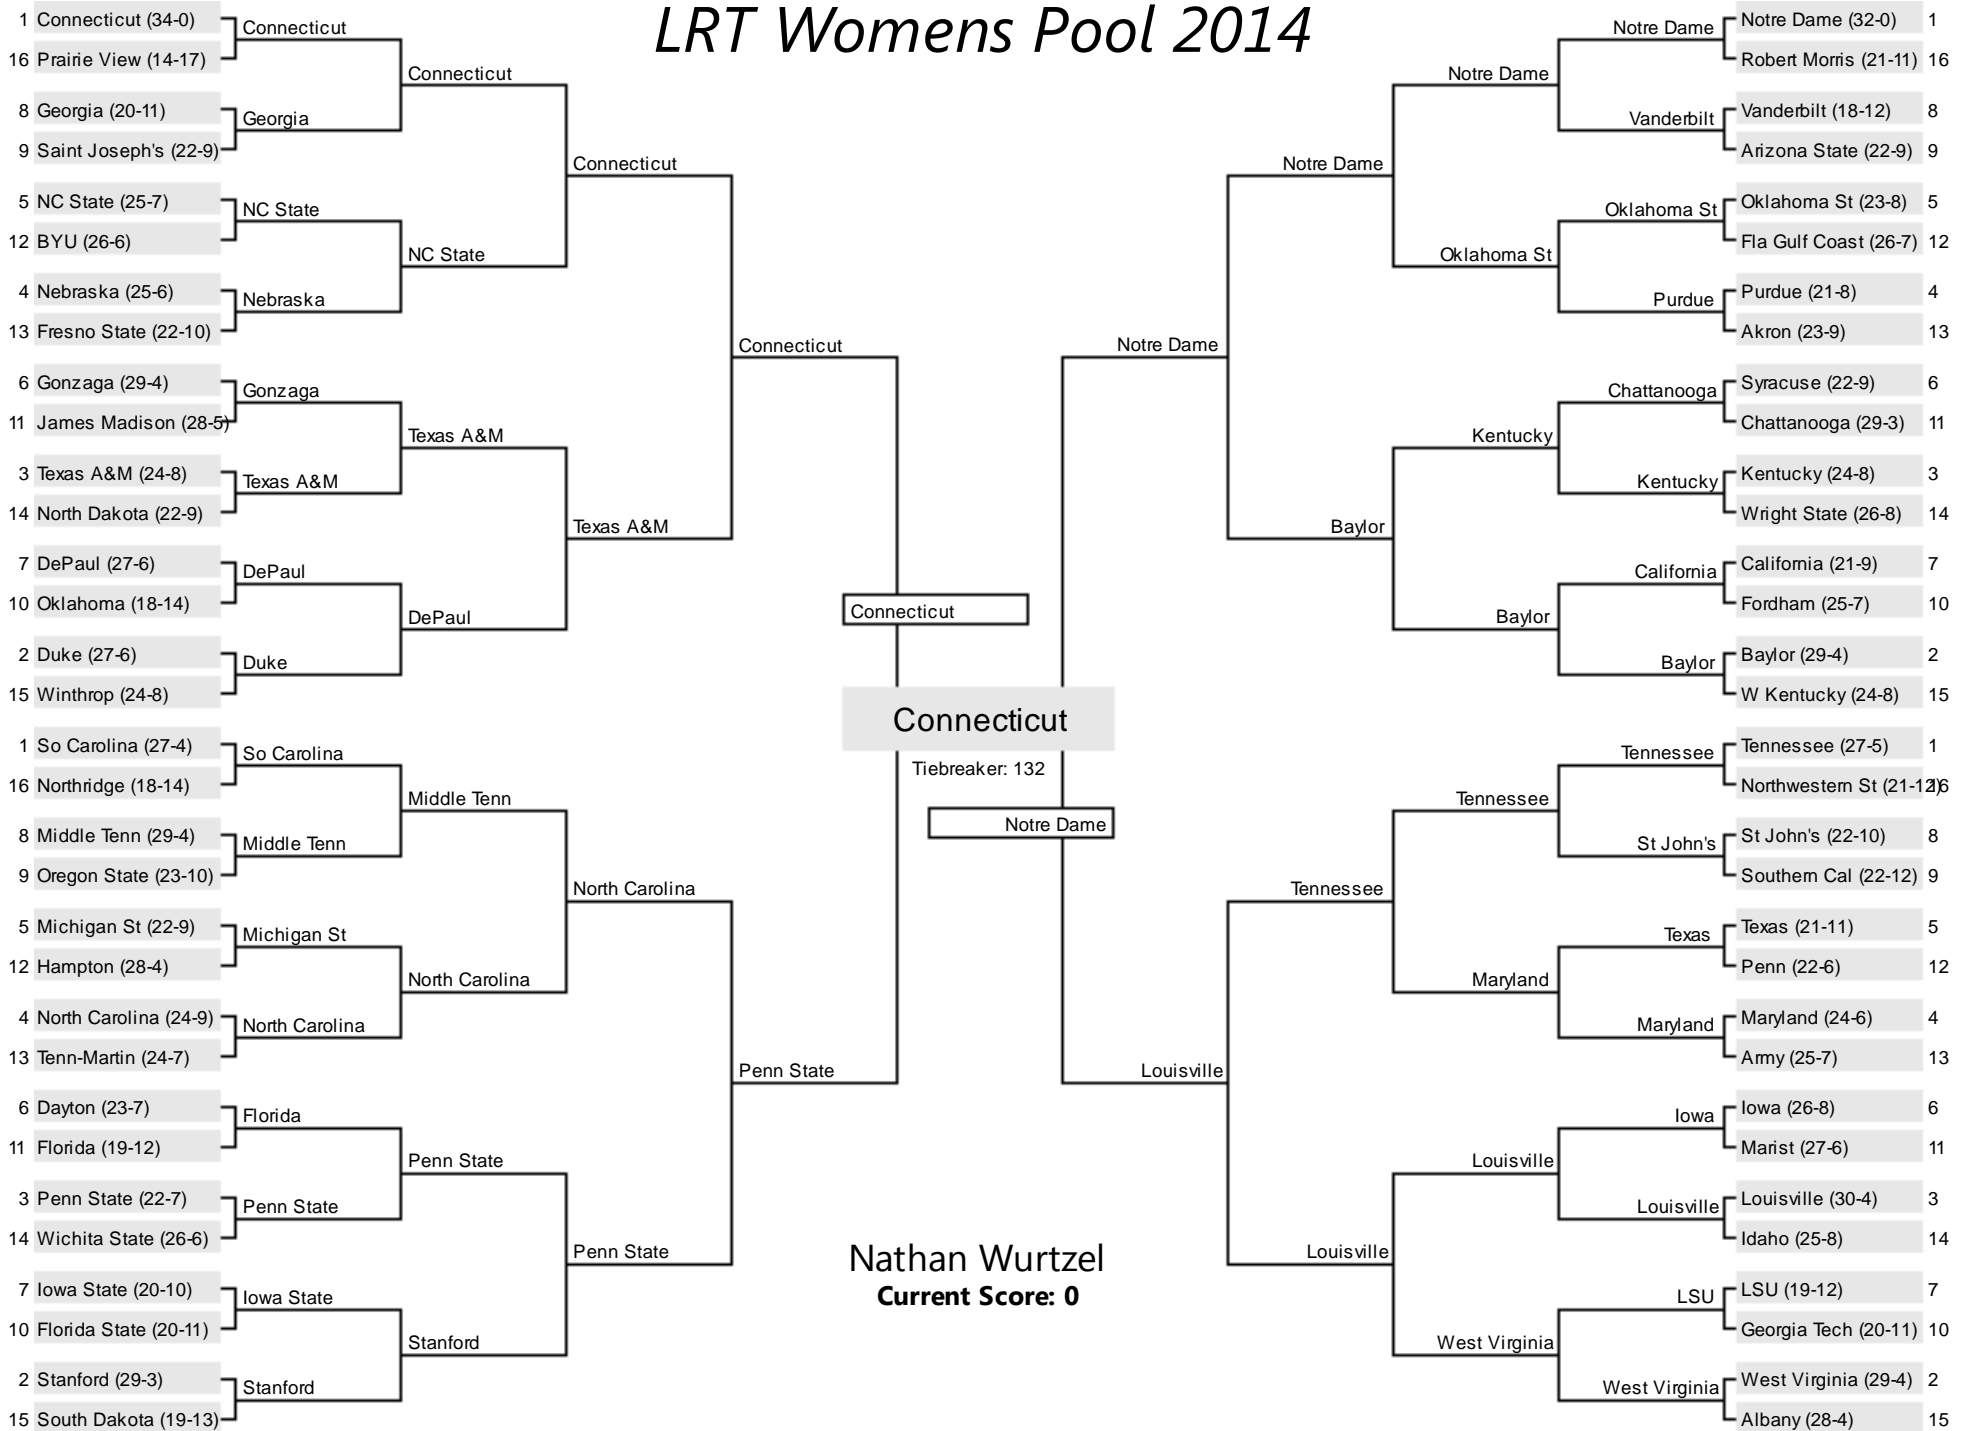 LRT Womens Pool 2014
1 Connecticut (34-0)
16 Prairie View (14-17)
8 Georgia (20-11)
9 Saint Joseph's (22-9)
5 NC State (25-7)
12 BYU (26-6)
4 Nebraska (25-6)
13 Fresno State (22-10)
6 Gonzaga (29-4)
11 James Madison (28-5)
3 Texas A&M (24-8)
14 North Dakota (22-9)
7 DePaul (27-6)
10 Oklahoma (18-14)
2 Duke (27-6)
15 Winthrop (24-8)
1 So Carolina (27-4)
16 Northridge (18-14)
8 Middle Tenn (29-4)
9 Oregon State (23-10)
5 Michigan St (22-9)
12 Hampton (28-4)
4 North Carolina (24-9)
13 Tenn-Martin (24-7)
6 Dayton (23-7)
11 Florida (19-12)
3 Penn State (22-7)
14 Wichita State (26-6)
7 Iowa State (20-10)
10 Florida State (20-11)
2 Stanford (29-3)
15 South Dakota (19-13)
Connecticut
Georgia
NC State
Nebraska
Gonzaga
Texas A&M
DePaul
Duke
So Carolina
Middle Tenn
Michigan St
North Carolina
Florida
Penn State
Iowa State
Stanford
Connecticut
NC State
Texas A&M
DePaul
Middle Tenn
North Carolina
Penn State
Stanford
Connecticut
Texas A&M
North Carolina
Penn State
Connecticut
Penn State
Connecticut
Connecticut
Tiebreaker: 132
Notre Dame
Nathan Wurtzel
Current Score: 0
Notre Dame
Louisville
Notre Dame
Baylor
Tennessee
Louisville
Notre Dame
Oklahoma St
Kentucky
Baylor
Tennessee
Maryland
Louisville
West Virginia
Notre Dame
Vanderbilt
Oklahoma St
Purdue
Chattanooga
Kentucky
California
Baylor
Tennessee
St John's
Texas
Maryland
Iowa
Louisville
LSU
West Virginia
Notre Dame (32-0) 1
Robert Morris (21-11) 16
Vanderbilt (18-12) 8
Arizona State (22-9) 9
Oklahoma St (23-8) 5
Fla Gulf Coast (26-7) 12
Purdue (21-8) 4
Akron (23-9) 13
Syracuse (22-9) 6
Chattanooga (29-3) 11
Kentucky (24-8) 3
Wright State (26-8) 14
California (21-9) 7
Fordham (25-7) 10
Baylor (29-4) 2
W Kentucky (24-8) 15
Tennessee (27-5) 1
Northwestern St (21-12) 16
St John's (22-10) 8
Southern Cal (22-12) 9
Texas (21-11) 5
Penn (22-6) 12
Maryland (24-6) 4
Army (25-7) 13
Iowa (26-8) 6
Marist (27-6) 11
Louisville (30-4) 3
Idaho (25-8) 14
LSU (19-12) 7
Georgia Tech (20-11) 10
West Virginia (29-4) 2
Albany (28-4) 15